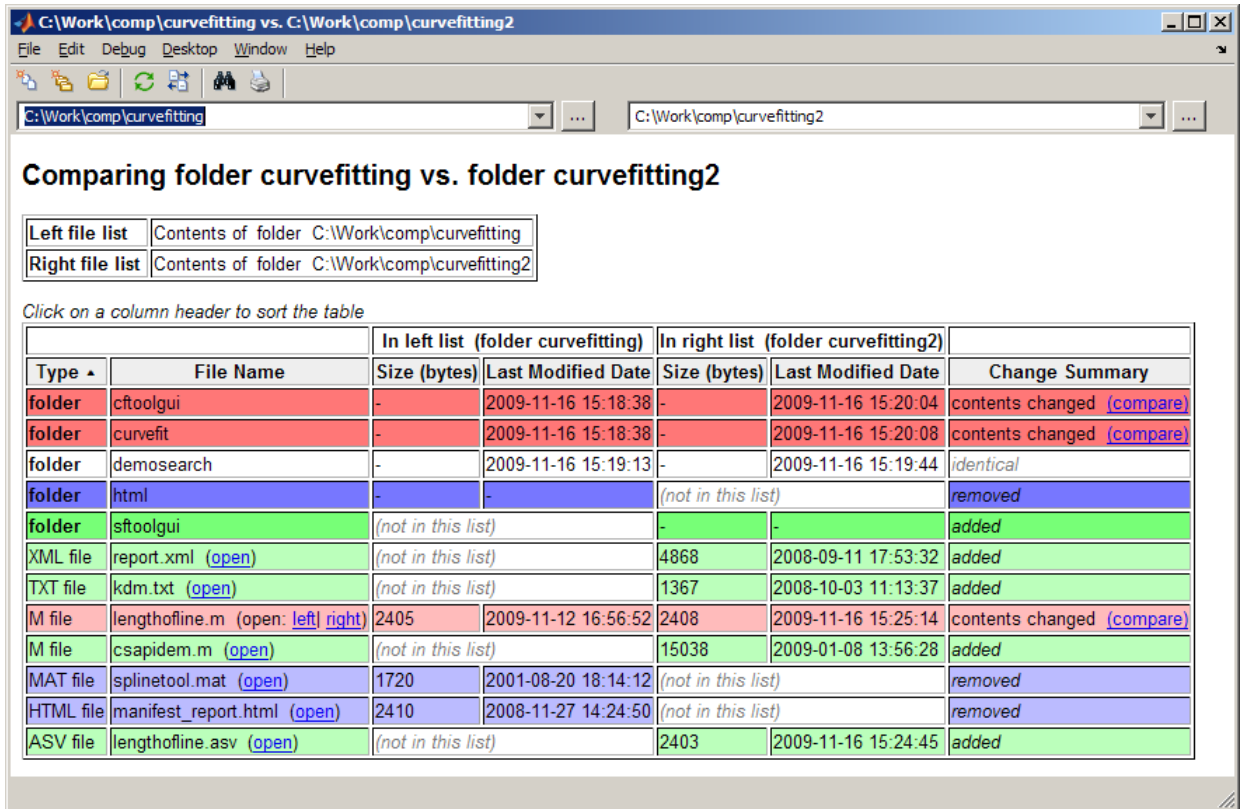 C:\Work\comp\curvefitting vs. C:\Work\comp\curvefitting2
File Edit Debug Desktop Window Help
C:\Work\comp\curvefitting ... C:\Work\comp\curvefitting2 ...
Comparing folder curvefitting vs. folder curvefitting2
Left file list Contents of folder C:\Work\comp\curvefitting
Right file list Contents of folder C:\Work\comp\curvefitting2
Click on a column header to sort the table
In left list (folder curvefitting) In right list (folder curvefitting2)
Type File Name Size (bytes) Last Modified Date Size (bytes) Last Modified Date Change Summary
folder cftoolgui - 2009-11-16 15:18:38 - 2009-11-16 15:20:04 contents changed (compare)
folder curvefit - 2009-11-16 15:18:38 - 2009-11-16 15:20:08 contents changed (compare)
folder demosearch - 2009-11-16 15:19:13 - 2009-11-16 15:19:44 identical
folder html - - (not in this list) removed
folder sftoolgui (not in this list) - - added
XML file report.xml (open) (not in this list) 4868 2008-09-11 17:53:32 added
TXT file kdm.txt (open) (not in this list) 1367 2008-10-03 11:13:37 added
M file lengthofline.m (open: left| right) 2405 2009-11-12 16:56:52 2408 2009-11-16 15:25:14 contents changed (compare)
M file csapidem.m (open) (not in this list) 15038 2009-01-08 13:56:28 added
MAT file splinetool.mat (open) 1720 2001-08-20 18:14:12 (not in this list) removed
HTML file manifest_report.html (open) 2410 2008-11-27 14:24:50 (not in this list) removed
ASV file lengthofline.asv (open) (not in this list) 2403 2009-11-16 15:24:45 added